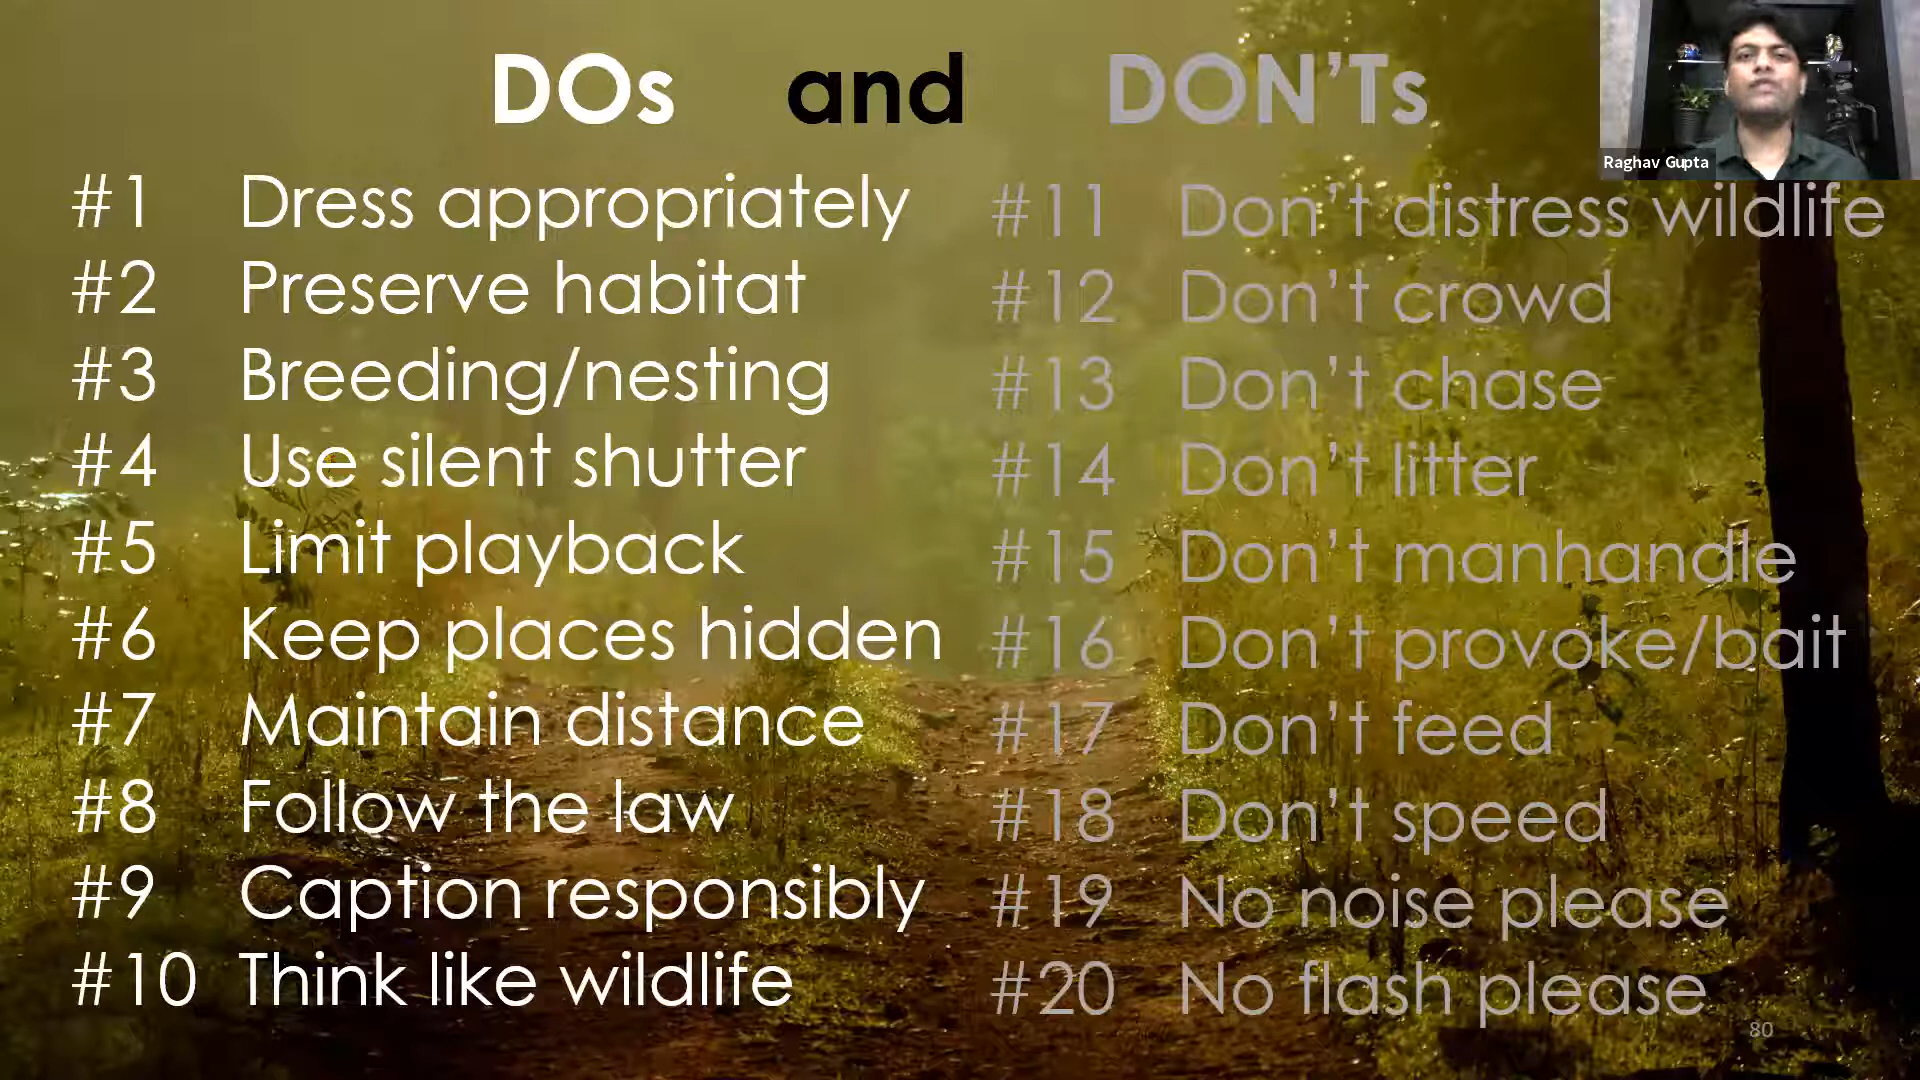 DOs and DON’Ts
Raghav Gupta
#1 Dress appropriately
#2 Preserve habitat
#3 Breeding/nesting
#4 Use silent shutter
#5 Limit playback
#6 Keep places hidden
#7 Maintain distance
#8 Follow the law
#9 Caption responsibly
#10 Think like wildlife
#11 Don’t distress wildlife
#12 Don’t crowd
#13 Don’t chase
#14 Don’t litter
#15 Don’t manhandle
#16 Don’t provoke/bait
#17 Don’t feed
#18 Don’t speed
#19 No noise please
#20 No flash please
80